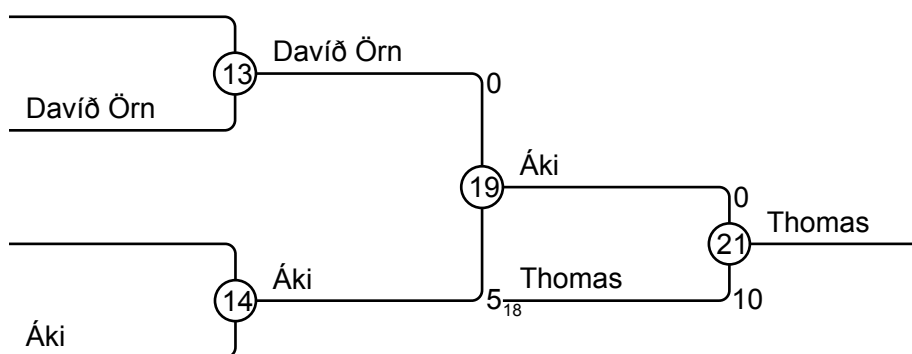 Davíð Örn
13
0
Davíð Örn
Áki
19
0
Thomas
21
Áki
Thomas
14
5
18
10
Áki